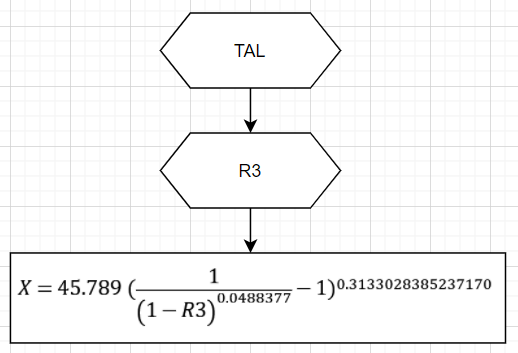 TAL
R3
X = 45.789 (1/(1 − R3)^0.0488377 − 1)^0.3133028385237170